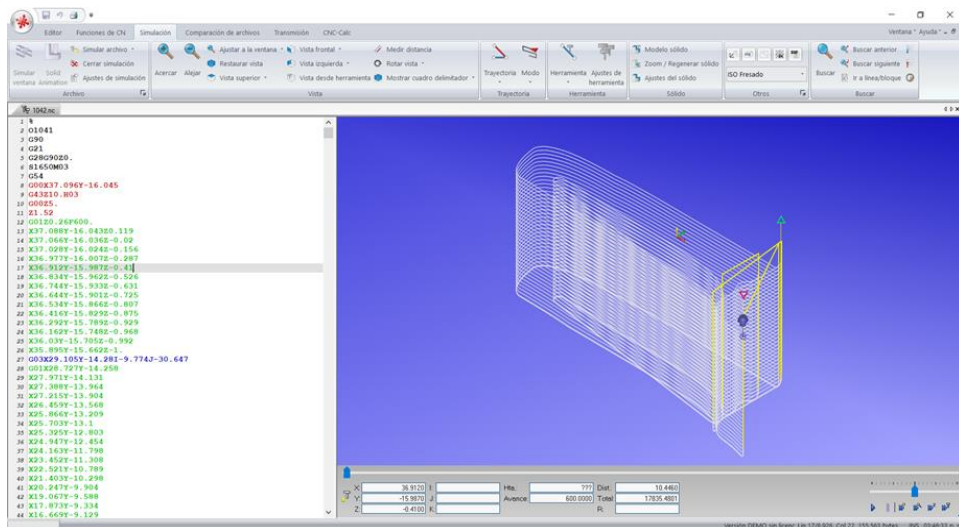 Editor Funciones de CN Simulación Comparación de archivos Transmisión CNC-Calc Ventana Ayuda
Simular ventana
Solid Animation
Simular archivo
Cerrar simulación
Ajustes de simulación
Archivo
Acercar
Alejar
Ajustar a la ventana
Restaurar vista
Vista superior
Vista frontal
Vista izquierda
Vista desde herramienta
Medir distancia
Rotar vista
Mostrar cuadro delimitador
Vista
Trayectoria
Modo
Trayectoria
Herramienta
Ajustes de herramienta
Herramienta
Modelo sólido
Zoom / Regenerar sólido
Ajustes del sólido
Sólido
ISO Fresado
Otros
Buscar
Buscar anterior
Buscar siguiente
Ir a línea/bloque
Buscar
1042.nc
1 %
2 O1041
3 G90
4 G21
5 G28G90Z0.
6 S1650M03
7 G54
8 G00X37.096Y-16.045
9 G43Z10.H03
10 G00Z5.
11 Z1.52
12 G01Z0.26F600.
13 X37.088Y-16.043Z0.119
14 X37.066Y-16.036Z-0.02
15 X37.028Y-16.024Z-0.156
16 X36.977Y-16.007Z-0.287
17 X36.912Y-15.987Z-0.41
18 X36.834Y-15.962Z-0.526
19 X36.744Y-15.933Z-0.631
20 X36.644Y-15.901Z-0.725
21 X36.534Y-15.866Z-0.807
22 X36.416Y-15.829Z-0.875
23 X36.292Y-15.789Z-0.929
24 X36.162Y-15.748Z-0.968
25 X36.03Y-15.705Z-0.992
26 X35.895Y-15.662Z-1.
27 G03X29.105Y-14.28I-9.774J-30.647
28 G01X28.727Y-14.258
29 X27.971Y-14.131
30 X27.388Y-13.964
31 X27.215Y-13.904
32 X26.459Y-13.568
33 X25.866Y-13.209
34 X25.703Y-13.1
35 X25.325Y-12.803
36 X24.947Y-12.454
37 X24.163Y-11.798
38 X23.452Y-11.308
39 X22.521Y-10.789
40 X21.403Y-10.298
41 X20.247Y-9.904
42 X19.067Y-9.588
43 X17.873Y-9.334
44 X16.669Y-9.129
X: 36.9120 I: Hta. ??? Dist. 10.4460
Y: -15.9870 J: Avance: 600.0000 Total: 17835.4801
Z: -0.4100 K: R: